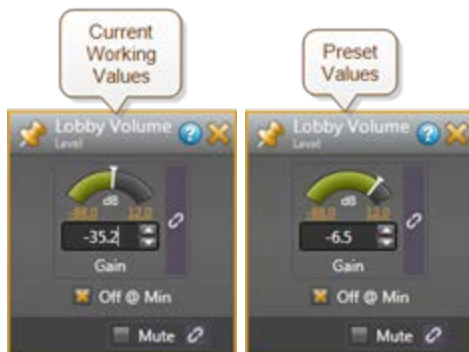 Current
Working
Values
Preset
Values
Lobby Volume
Level
dB
-88.0 12.0
-35.2
Gain
Off @ Min
Mute
Lobby Volume
Level
dB
-88.0 12.0
-6.5
Gain
Off @ Min
Mute